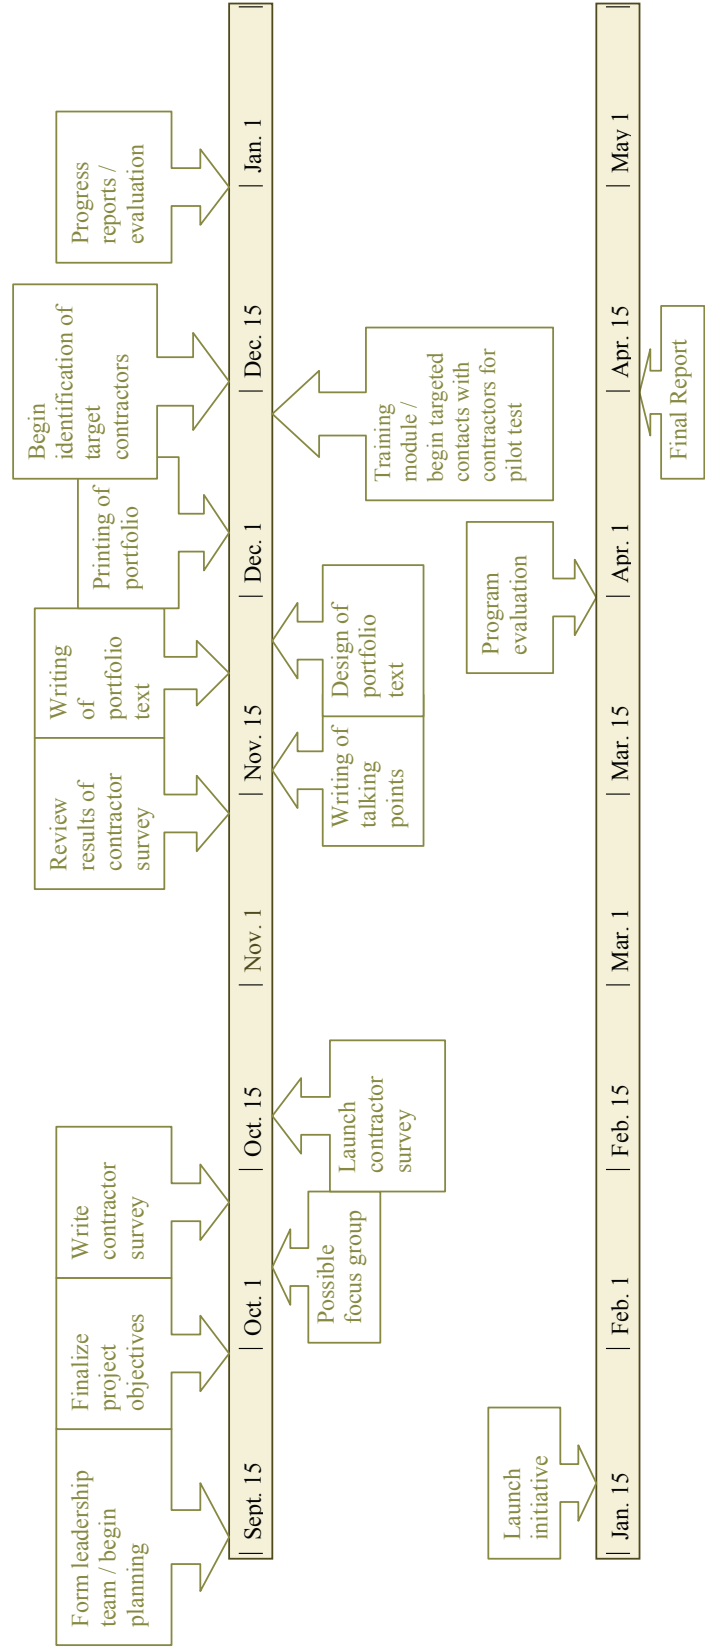 Form leadership
team / begin
planning
Finalize
project
objectives
Write
contractor
survey
Review
results of
contractor
survey
Writing
of
portfolio
text
Printing of
portfolio
Begin
identification of
target
contractors
Progress
reports /
evaluation
| Sept. 15
| Oct. 1
| Oct. 15
| Nov. 1
| Nov. 15
| Dec. 1
| Dec. 15
| Jan. 1
|
Possible
focus group
Launch
contractor
survey
Writing of
talking
points
Design of
portfolio
text
Training
module /
begin targeted
contacts with
contractors for
pilot test
Launch
initiative
Program
evaluation
| Jan. 15
| Feb. 1
| Feb. 15
| Mar. 1
| Mar. 15
| Apr. 1
| Apr. 15
| May 1
|
Final Report